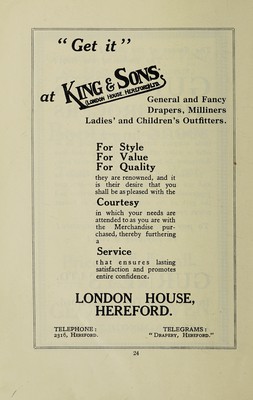 "Get it"
at KING & SONS
(LONDON HOUSE, HEREFORD) LTD.
General and Fancy
Drapers, Milliners
Ladies' and Children's Outfitters.
For Style
For Value
For Quality
they are renowned, and it
is their desire that you
shall be as pleased with the
Courtesy
in which your needs are
attended to as you are with
the Merchandise pur-
chased, thereby furthering
a
Service
that ensures lasting
satisfaction and promotes
entire confidence.
LONDON HOUSE,
HEREFORD.
TELEPHONE:
2316, HEREFORD.
TELEGRAMS:
"DRAPERY, HEREFORD."
24